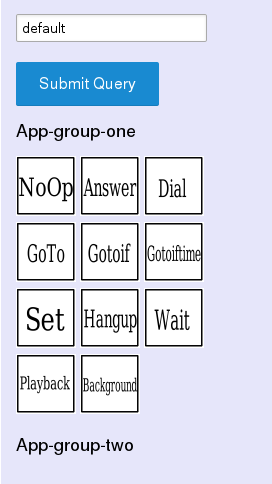 default
Submit Query
App-group-one
NoOp Answer Dial
GoTo Gotoif Gotoiftime
Set Hangup Wait
Playback Background
App-group-two